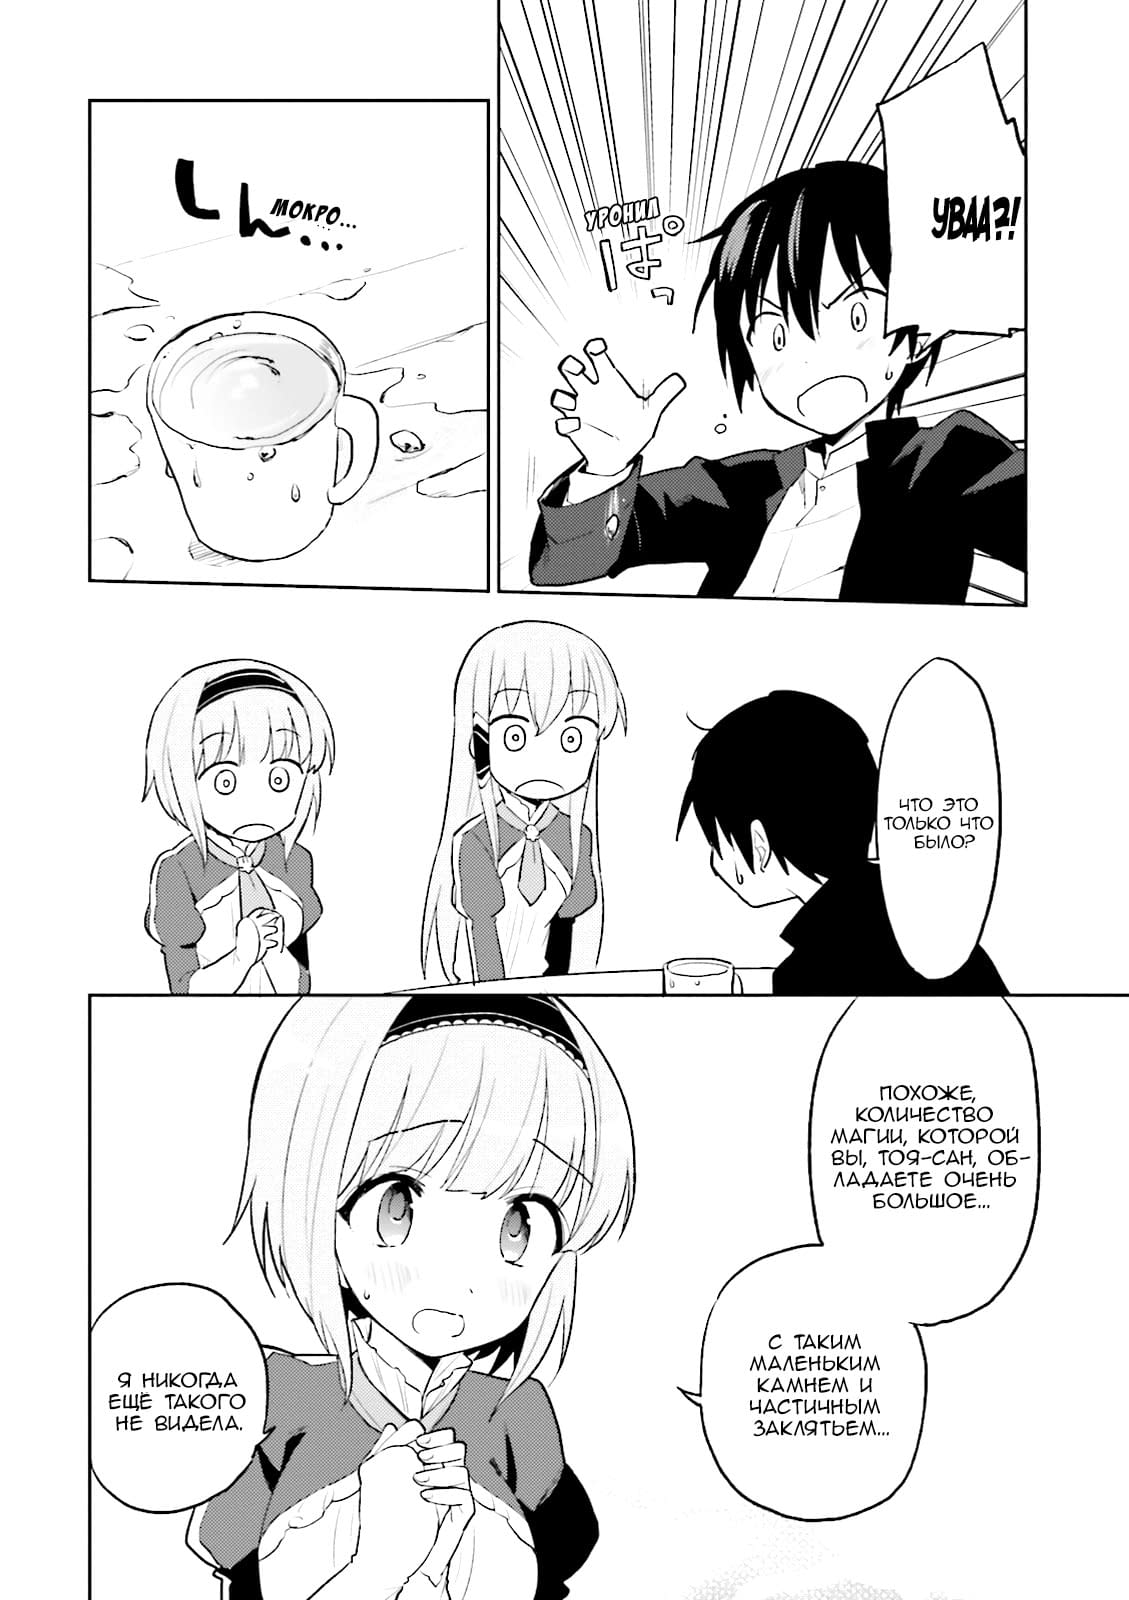 УВАА?!
УРОНИЛ
ぱっ
МОКРО...
しん...
ЧТО ЭТО
ТОЛЬКО ЧТО
БЫЛО?
ПОХОЖЕ,
КОЛИЧЕСТВО
МАГИИ, КОТОРОЙ
ВЫ, ТОЯ-САН, ОБ-
ЛАДАЕТЕ ОЧЕНЬ
БОЛЬШОЕ...
С ТАКИМ
МАЛЕНЬКИМ
КАМНЕМ И
ЧАСТИЧНЫМ
ЗАКЛЯТЬЕМ...
Я НИКОГДА
ЕЩЁ ТАКОГО
НЕ ВИДЕЛА.